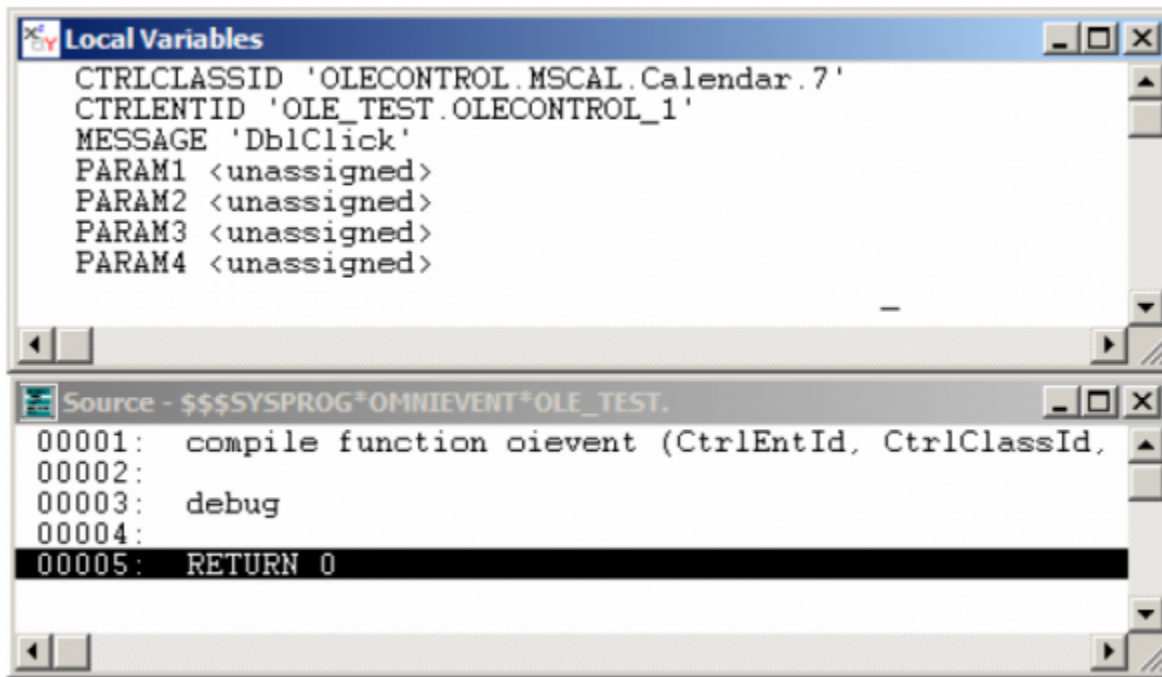 Local Variables
CTRLCLASSID 'OLECONTROL.MSCAL.Calendar.7'
CTRLENTID 'OLE_TEST.OLECONTROL_1'
MESSAGE 'DblClick'
PARAM1 <unassigned>
PARAM2 <unassigned>
PARAM3 <unassigned>
PARAM4 <unassigned>
Source - $$$SYSPROG*OMNIEVENT*OLE_TEST.
00001: compile function oievent (CtrlEntId, CtrlClassId,
00002:
00003: debug
00004:
00005: RETURN 0